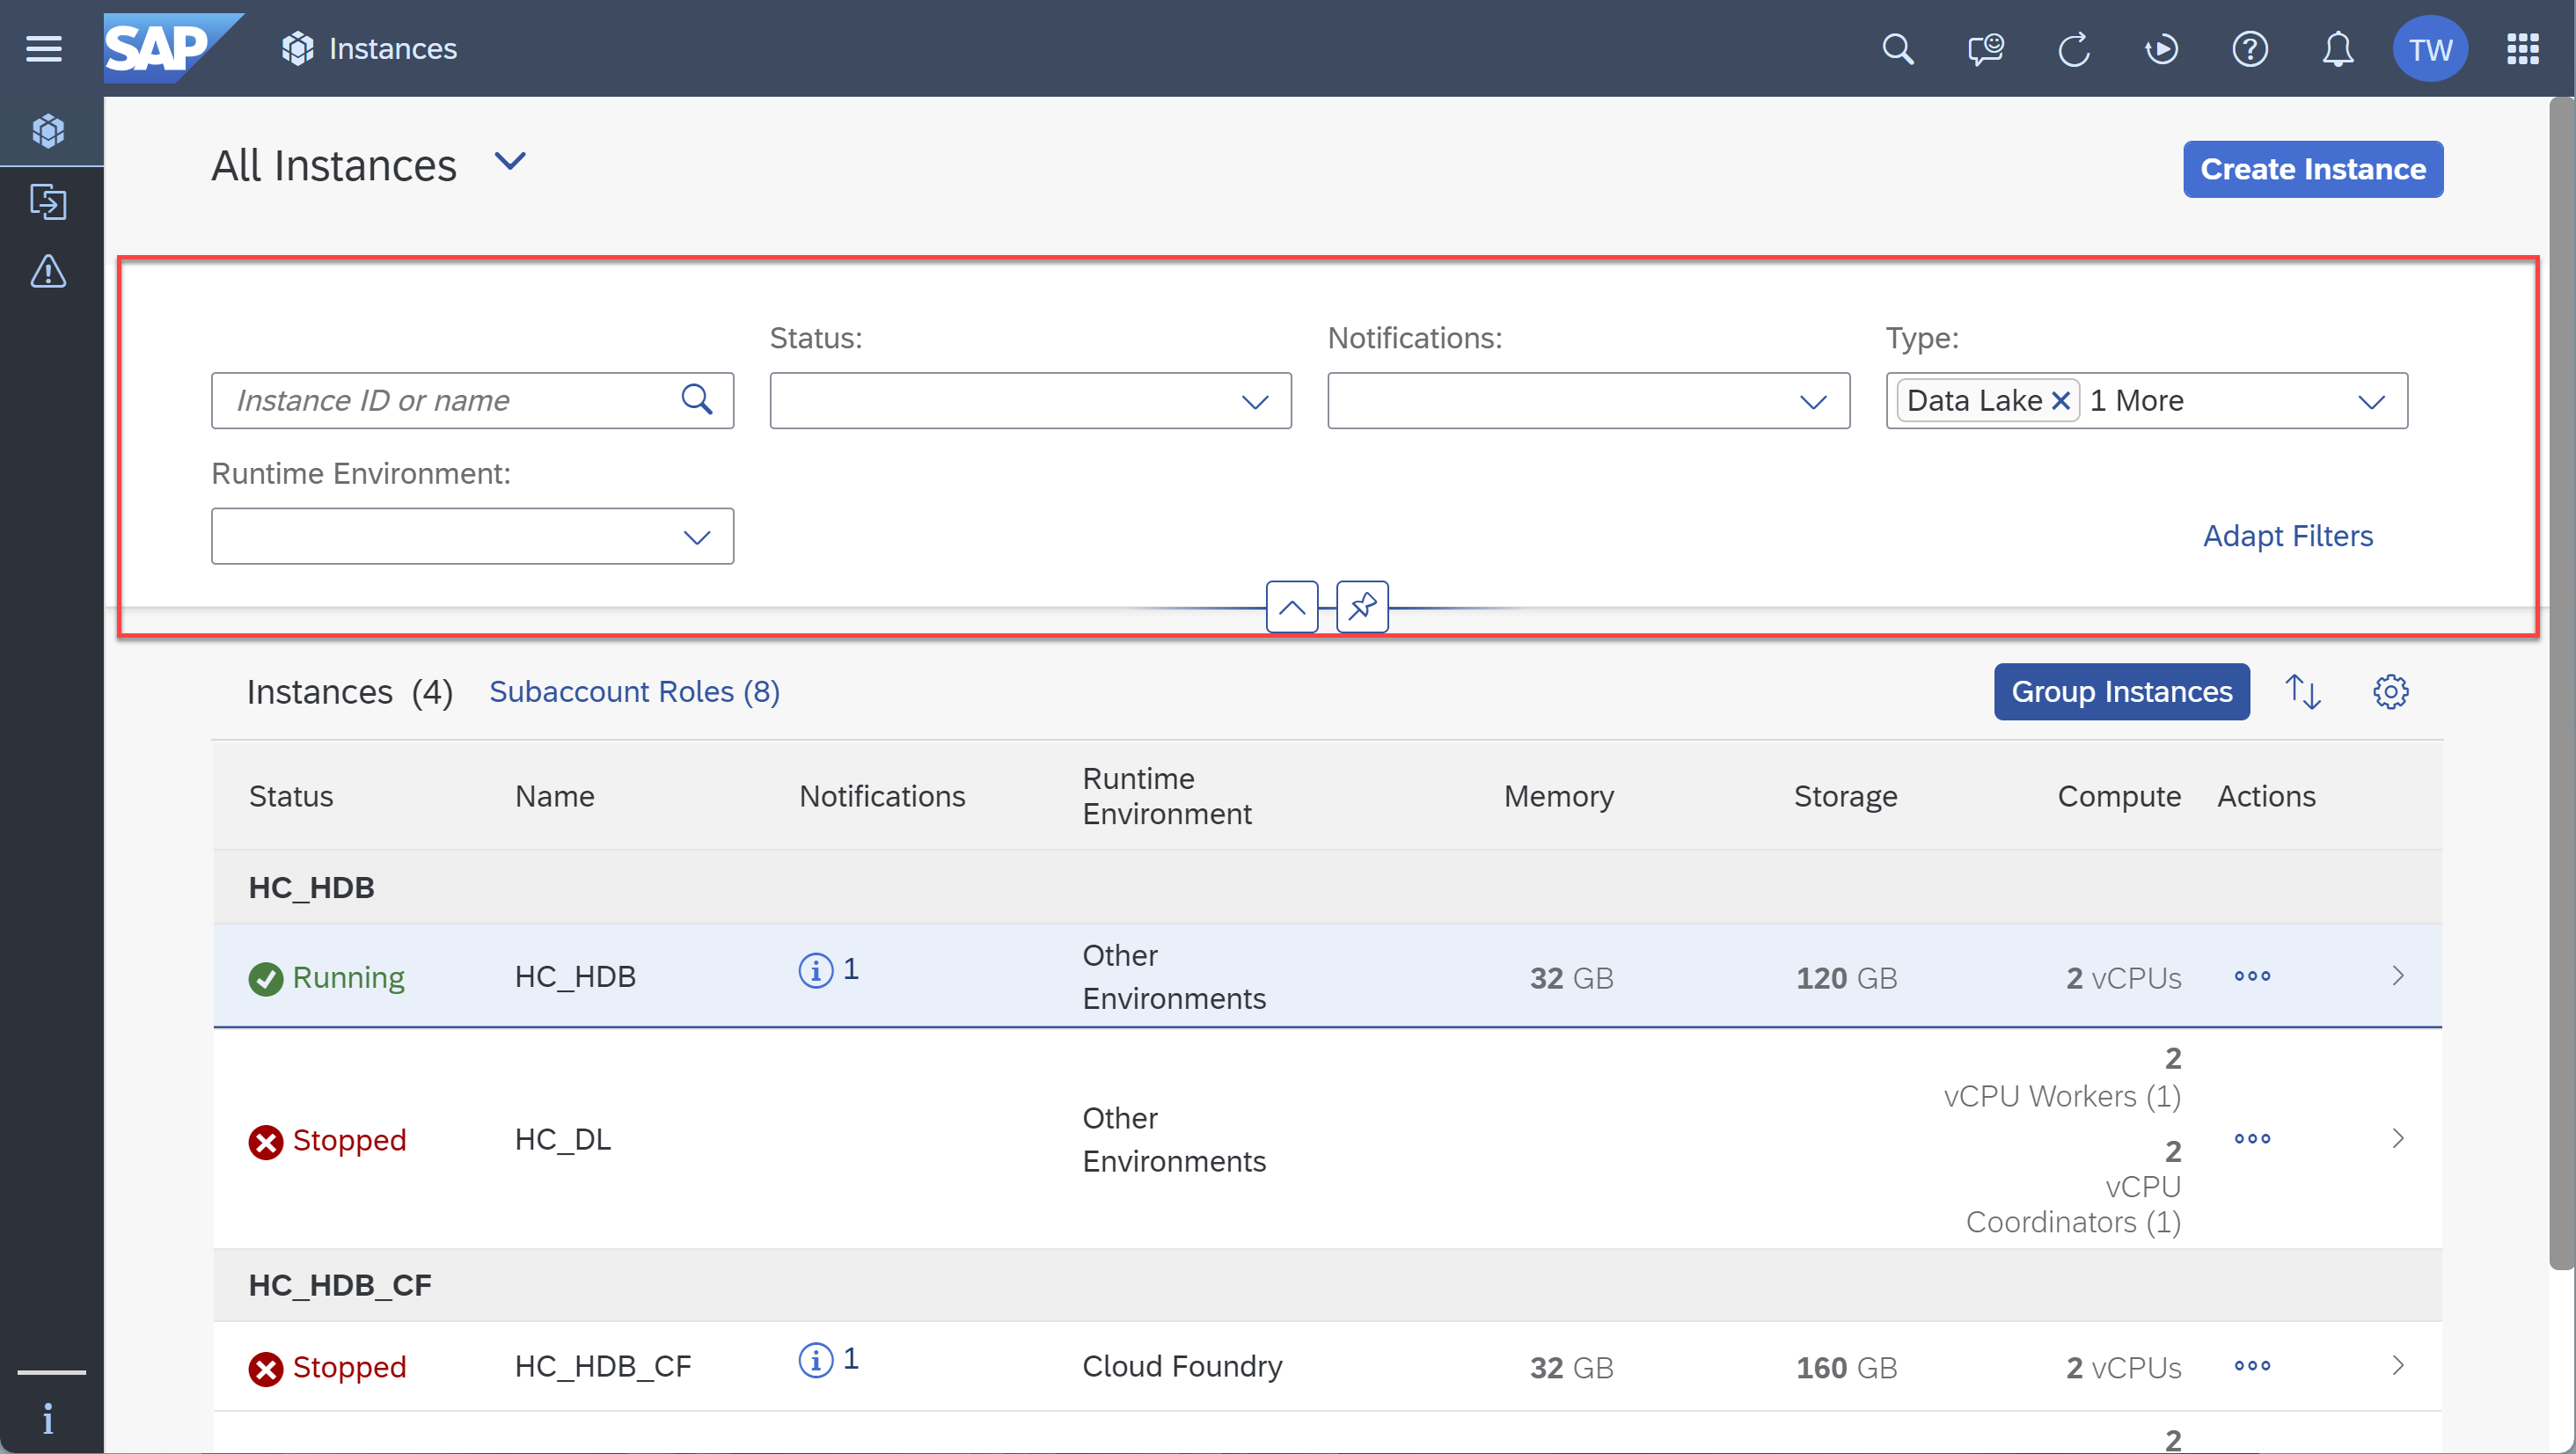 SAP Instances TW
All Instances Create Instance
Status: Notifications: Type:
Instance ID or name Data Lake 1 More
Runtime Environment:
Adapt Filters
Instances (4) Subaccount Roles (8) Group Instances
Status Name Notifications Runtime Environment Memory Storage Compute Actions
HC_HDB
Running HC_HDB 1 Other Environments 32 GB 120 GB 2 vCPUs
Stopped HC_DL Other Environments
2
vCPU Workers (1)
2
vCPU
Coordinators (1)
HC_HDB_CF
Stopped HC_HDB_CF 1 Cloud Foundry 32 GB 160 GB 2 vCPUs
2